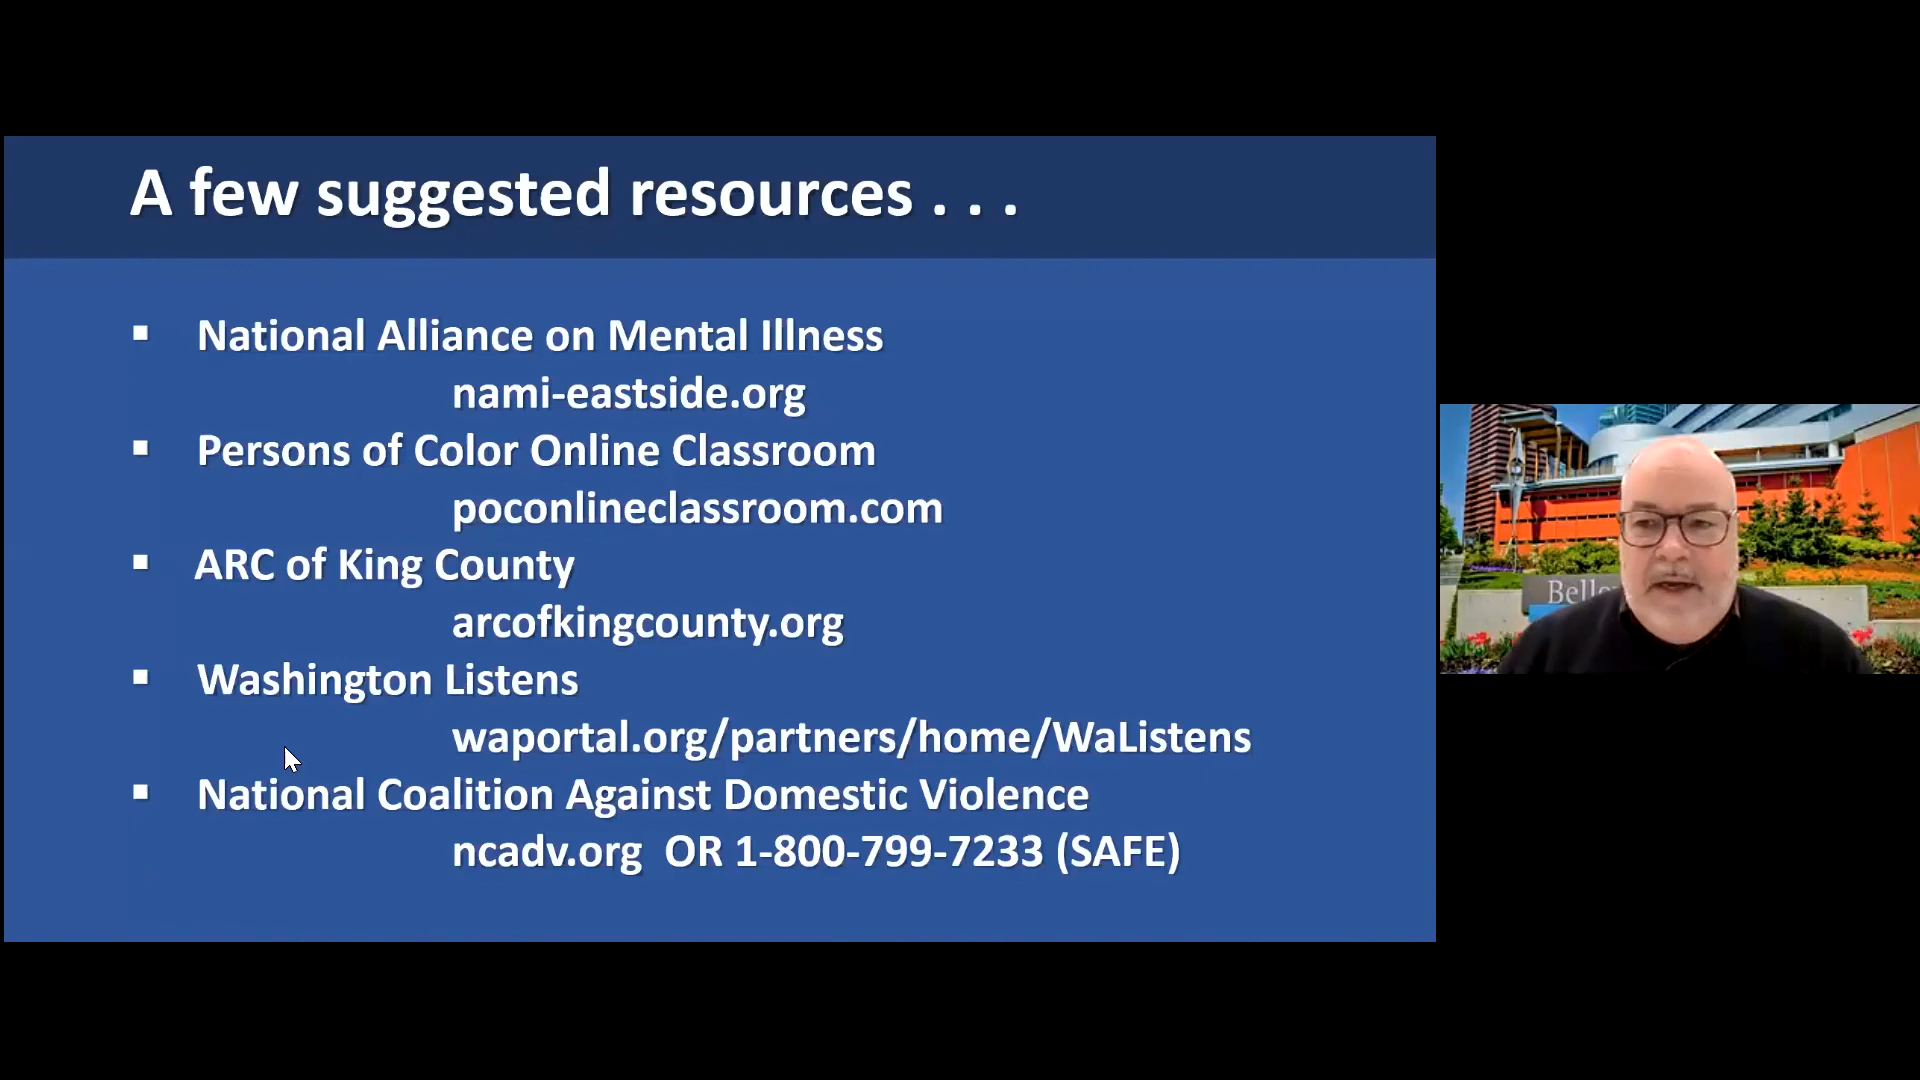 A few suggested resources . . .
▪ National Alliance on Mental Illness
nami-eastside.org
▪ Persons of Color Online Classroom
poconlineclassroom.com
▪ ARC of King County
arcofkingcounty.org
▪ Washington Listens
waportal.org/partners/home/WaListens
▪ National Coalition Against Domestic Violence
ncadv.org OR 1-800-799-7233 (SAFE)